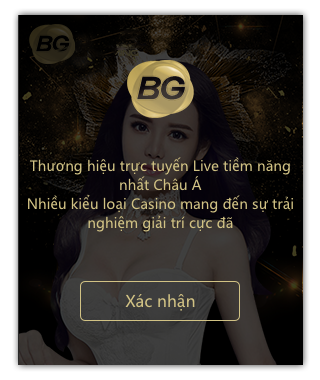 BG
BG
Thương hiệu trực tuyến Live tiềm năng
nhất Châu Á
Nhiều kiểu loại Casino mang đến sự trải
nghiệm giải trí cực đã
Xác nhận